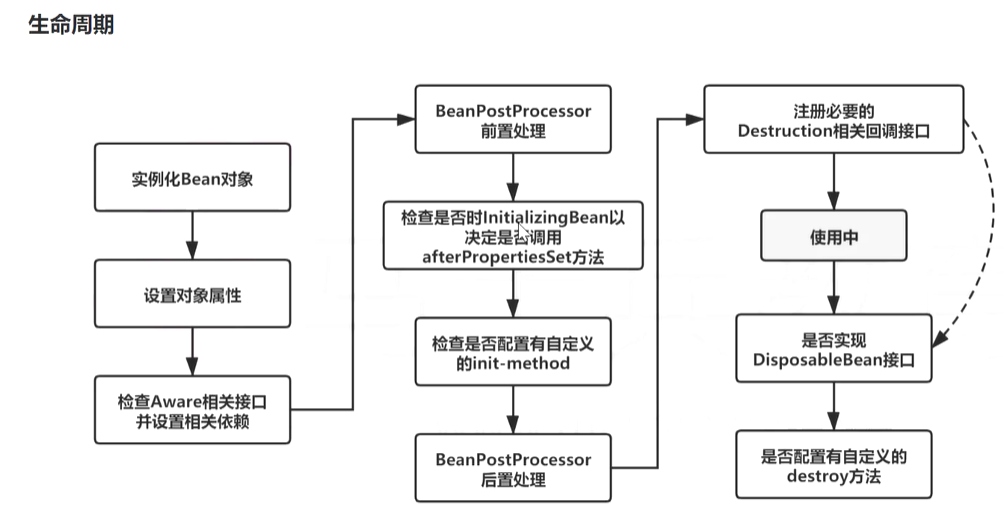 生命周期
实例化Bean对象
设置对象属性
检查Aware相关接口
并设置相关依赖
BeanPostProcessor
前置处理
检查是否时InitializingBean以
决定是否调用
afterPropertiesSet方法
检查是否配置有自定义
的init-method
BeanPostProcessor
后置处理
注册必要的
Destruction相关回调接口
使用中
是否实现
DisposableBean接口
是否配置有自定义的
destroy方法